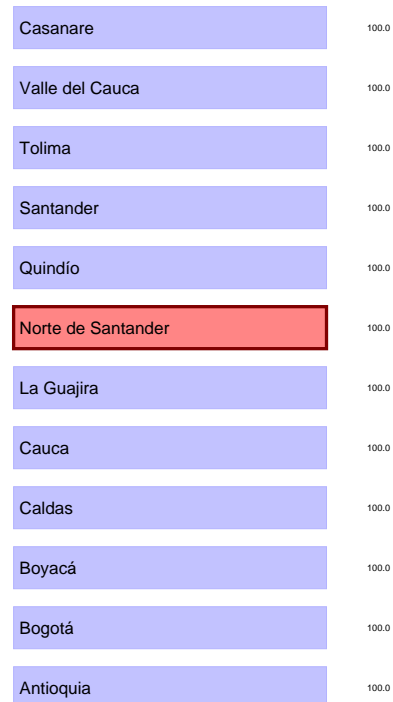 Casanare 100.0
Valle del Cauca 100.0
Tolima 100.0
Santander 100.0
Quindío 100.0
Norte de Santander 100.0
La Guajira 100.0
Cauca 100.0
Caldas 100.0
Boyacá 100.0
Bogotá 100.0
Antioquia 100.0